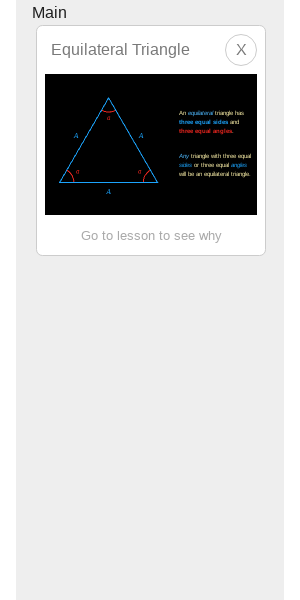 Main
Equilateral Triangle
X
a
A
A
a
a
A
An equilateral triangle has
three equal sides and
three equal angles.
Any triangle with three equal
sides or three equal angles
will be an equilateral triangle.
Go to lesson to see why